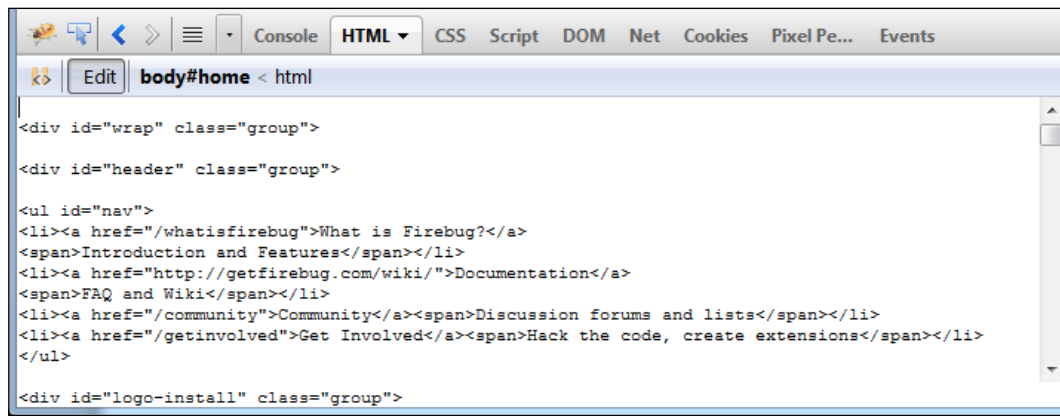 Console HTML CSS Script DOM Net Cookies Pixel Pe... Events
Edit body#home < html
<div id="wrap" class="group">
<div id="header" class="group">
<ul id="nav">
<li><a href="/whatisfirebug">What is Firebug?</a>
<span>Introduction and Features</span></li>
<li><a href="http://getfirebug.com/wiki/">Documentation</a>
<span>FAQ and Wiki</span></li>
<li><a href="/community">Community</a><span>Discussion forums and lists</span></li>
<li><a href="/getinvolved">Get Involved</a><span>Hack the code, create extensions</span></li>
</ul>
<div id="logo-install" class="group">